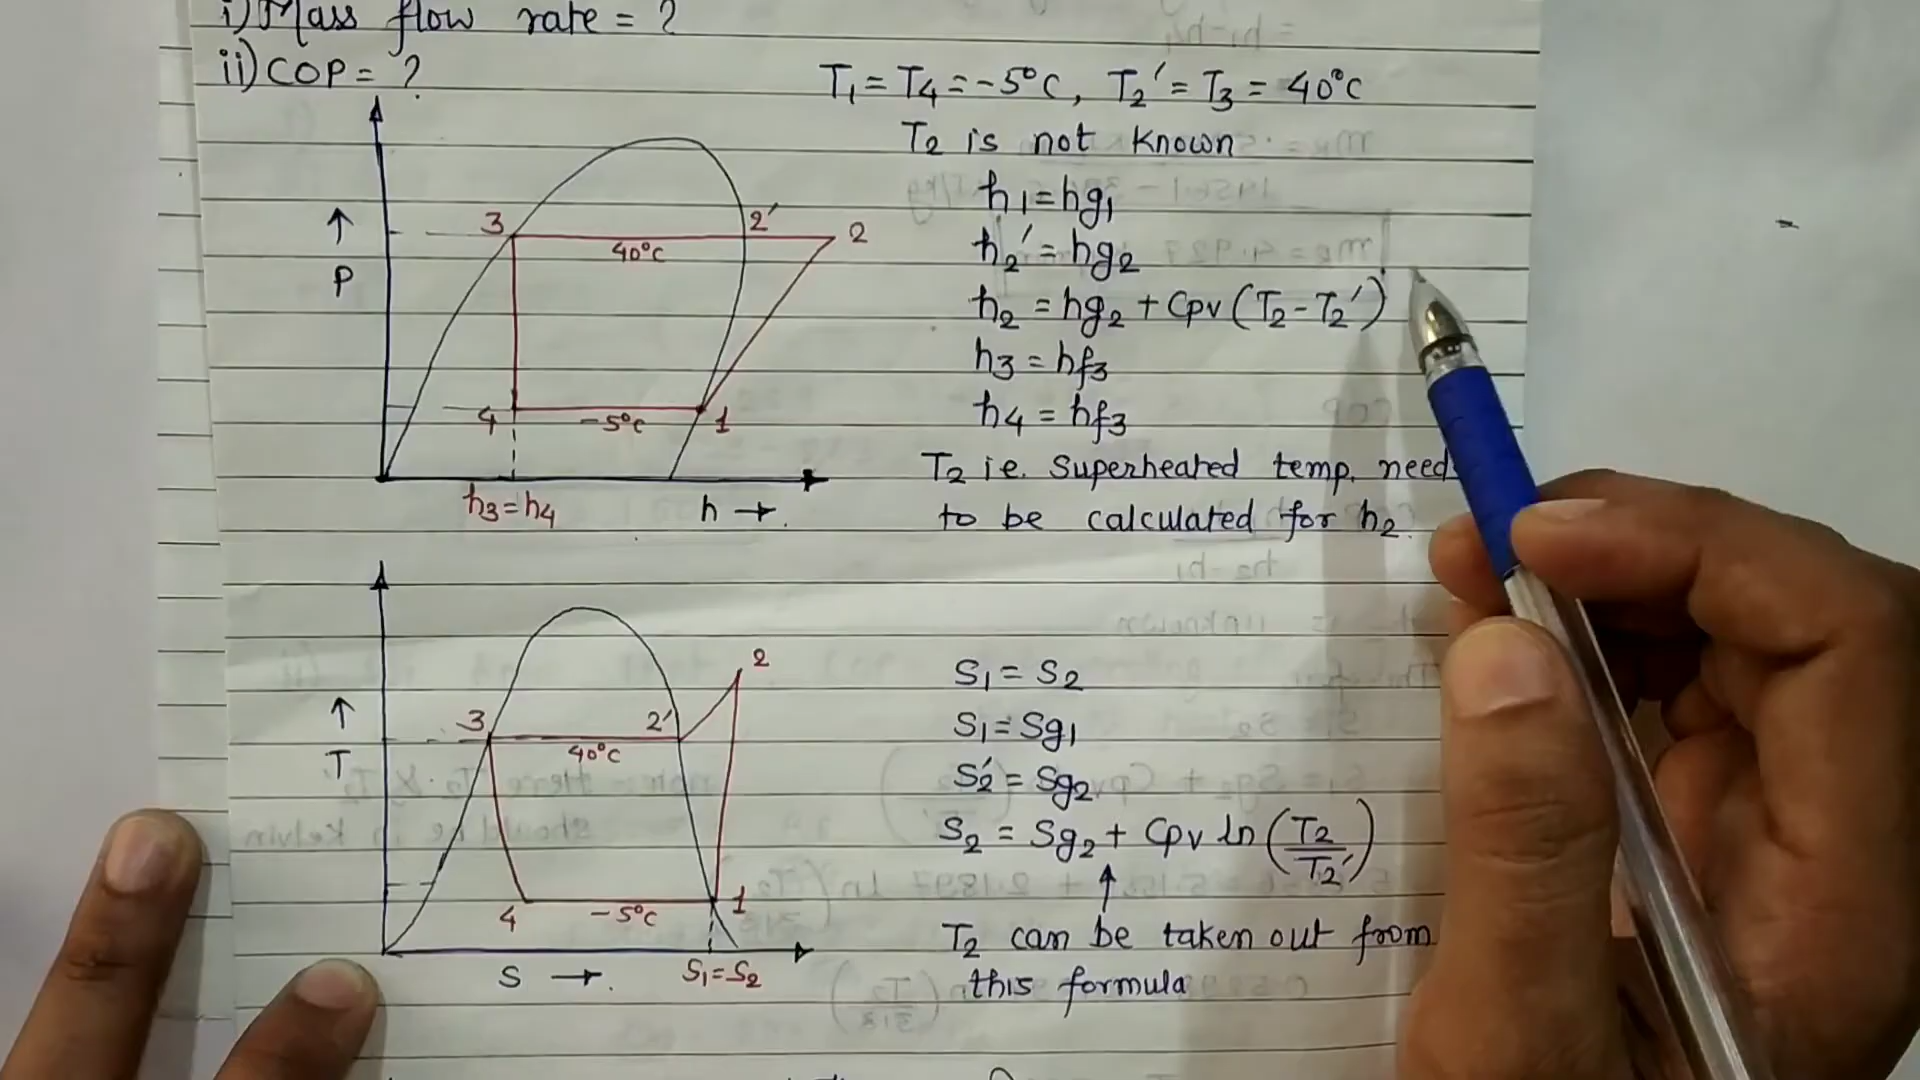 i) Mass flow rate = ?
ii) COP = ?
T1 = T4 = -5°C, T2' = T3 = 40°C
T2 is not known
h1 = hg1
h2' = hg2
h2 = hg2 + Cpv (T2 - T2')
h3 = hf3
h4 = hf3
T2 i.e. Superheated temp. need
to be calculated for h2.
↑
P
3
2'
2
40°C
4
-5°C
1
h3 = h4
h →.
↑
T
2
3
2'
40°C
4
-5°C
1
S →.
S1 = S2
S1 = S2
S1 = Sg1
S2' = Sg2
S2 = Sg2 + Cpv ln (T2/T2')
↑
T2 can be taken out from
this formula